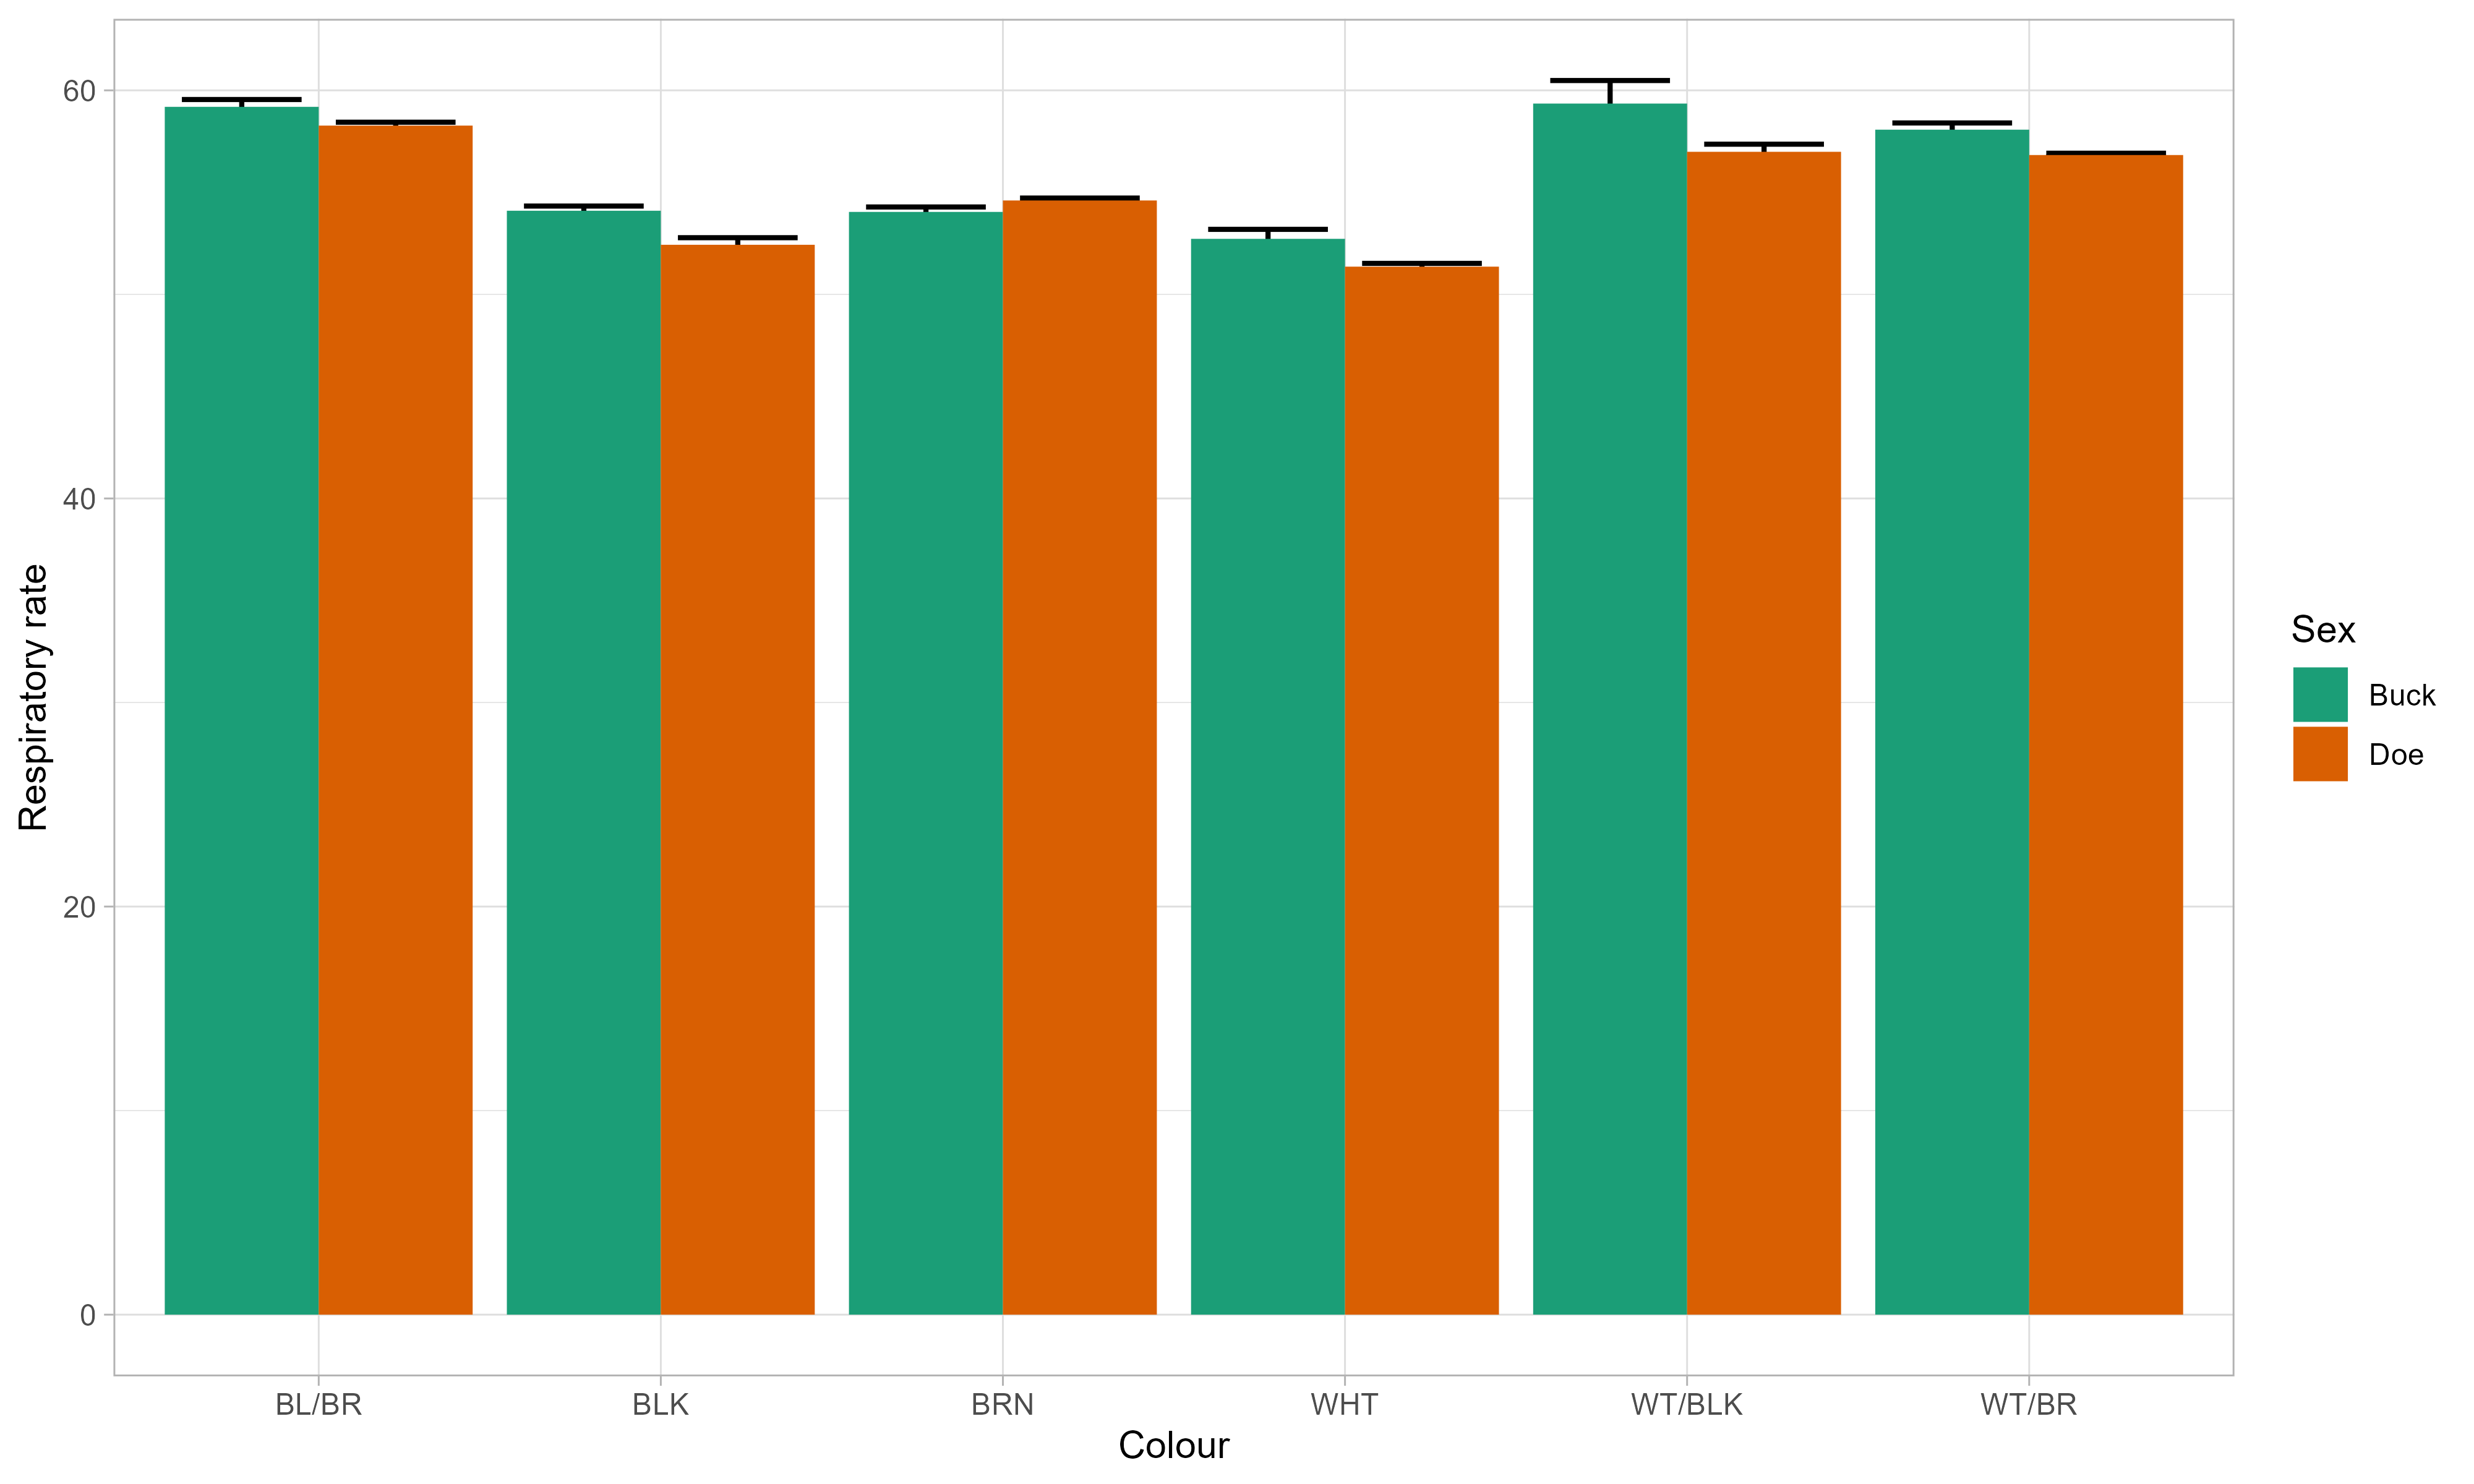 60
40
20
0
Respiratory rate
BL/BR
BLK
BRN
WHT
WT/BLK
WT/BR
Colour
Sex
Buck
Doe